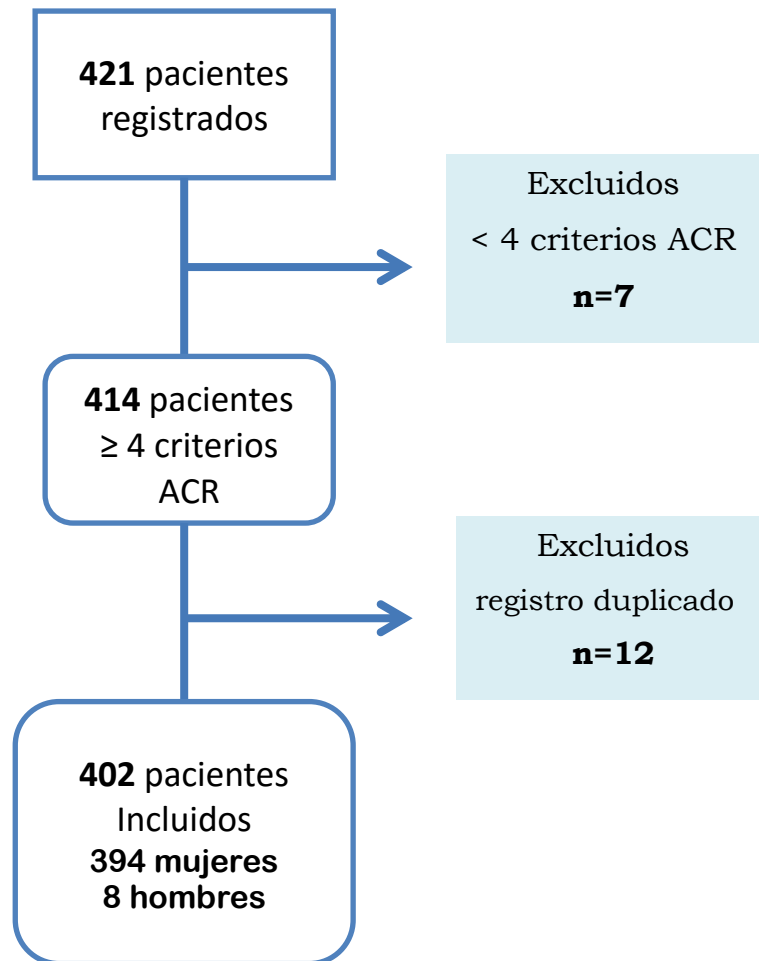 421 pacientes
registrados
Excluidos
< 4 criterios ACR
n=7
414 pacientes
≥ 4 criterios
ACR
Excluidos
registro duplicado
n=12
402 pacientes
Incluidos
394 mujeres
8 hombres